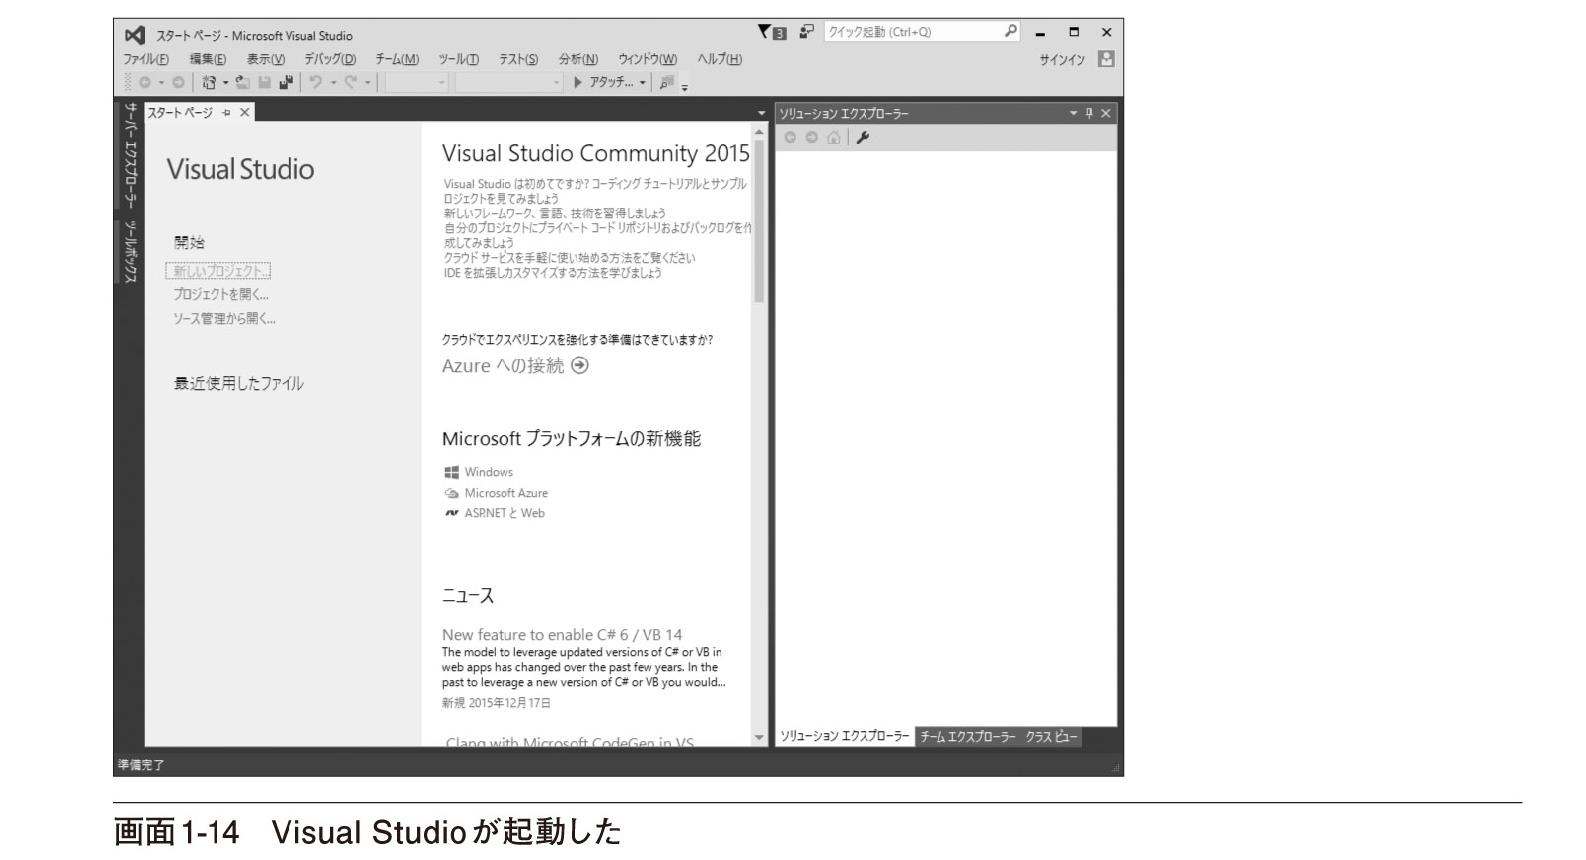 スタート ページ - Microsoft Visual Studio
3
クイック起動 (Ctrl+Q)
ファイル(F) 編集(E) 表示(V) デバッグ(D) チーム(M) ツール(T) テスト(S) 分析(N) ウィンドウ(W) ヘルプ(H)
サインイン
アタッチ...
サーバー エクスプローラー
ツールボックス
スタート ページ
Visual Studio
開始
新しいプロジェクト...
プロジェクトを開く...
ソース管理から開く...
最近使用したファイル
Visual Studio Community 2015
Visual Studio は初めてですか? コーディング チュートリアルとサンプル
ロジェクトを見てみましょう
新しいフレームワーク、言語、技術を習得しましょう
自分のプロジェクトにプライベート コード リポジトリおよびバックログを作
成してみましょう
クラウド サービスを手軽に使い始める方法をご覧ください
IDE を拡張しカスタマイズする方法を学びましょう
クラウドでエクスペリエンスを強化する準備はできていますか?
Azure への接続
Microsoft プラットフォームの新機能
Windows
Microsoft Azure
ASP.NET と Web
ニュース
New feature to enable C# 6 / VB 14
The model to leverage updated versions of C# or VB in
web apps has changed over the past few years. In the
past to leverage a new version of C# or VB you would...
新規 2015年12月17日
Clang with Microsoft CodeGen in VS
ソリューション エクスプローラー
ソリューション エクスプローラー チーム エクスプローラー クラス ビュー
準備完了
画面1-14 Visual Studioが起動した